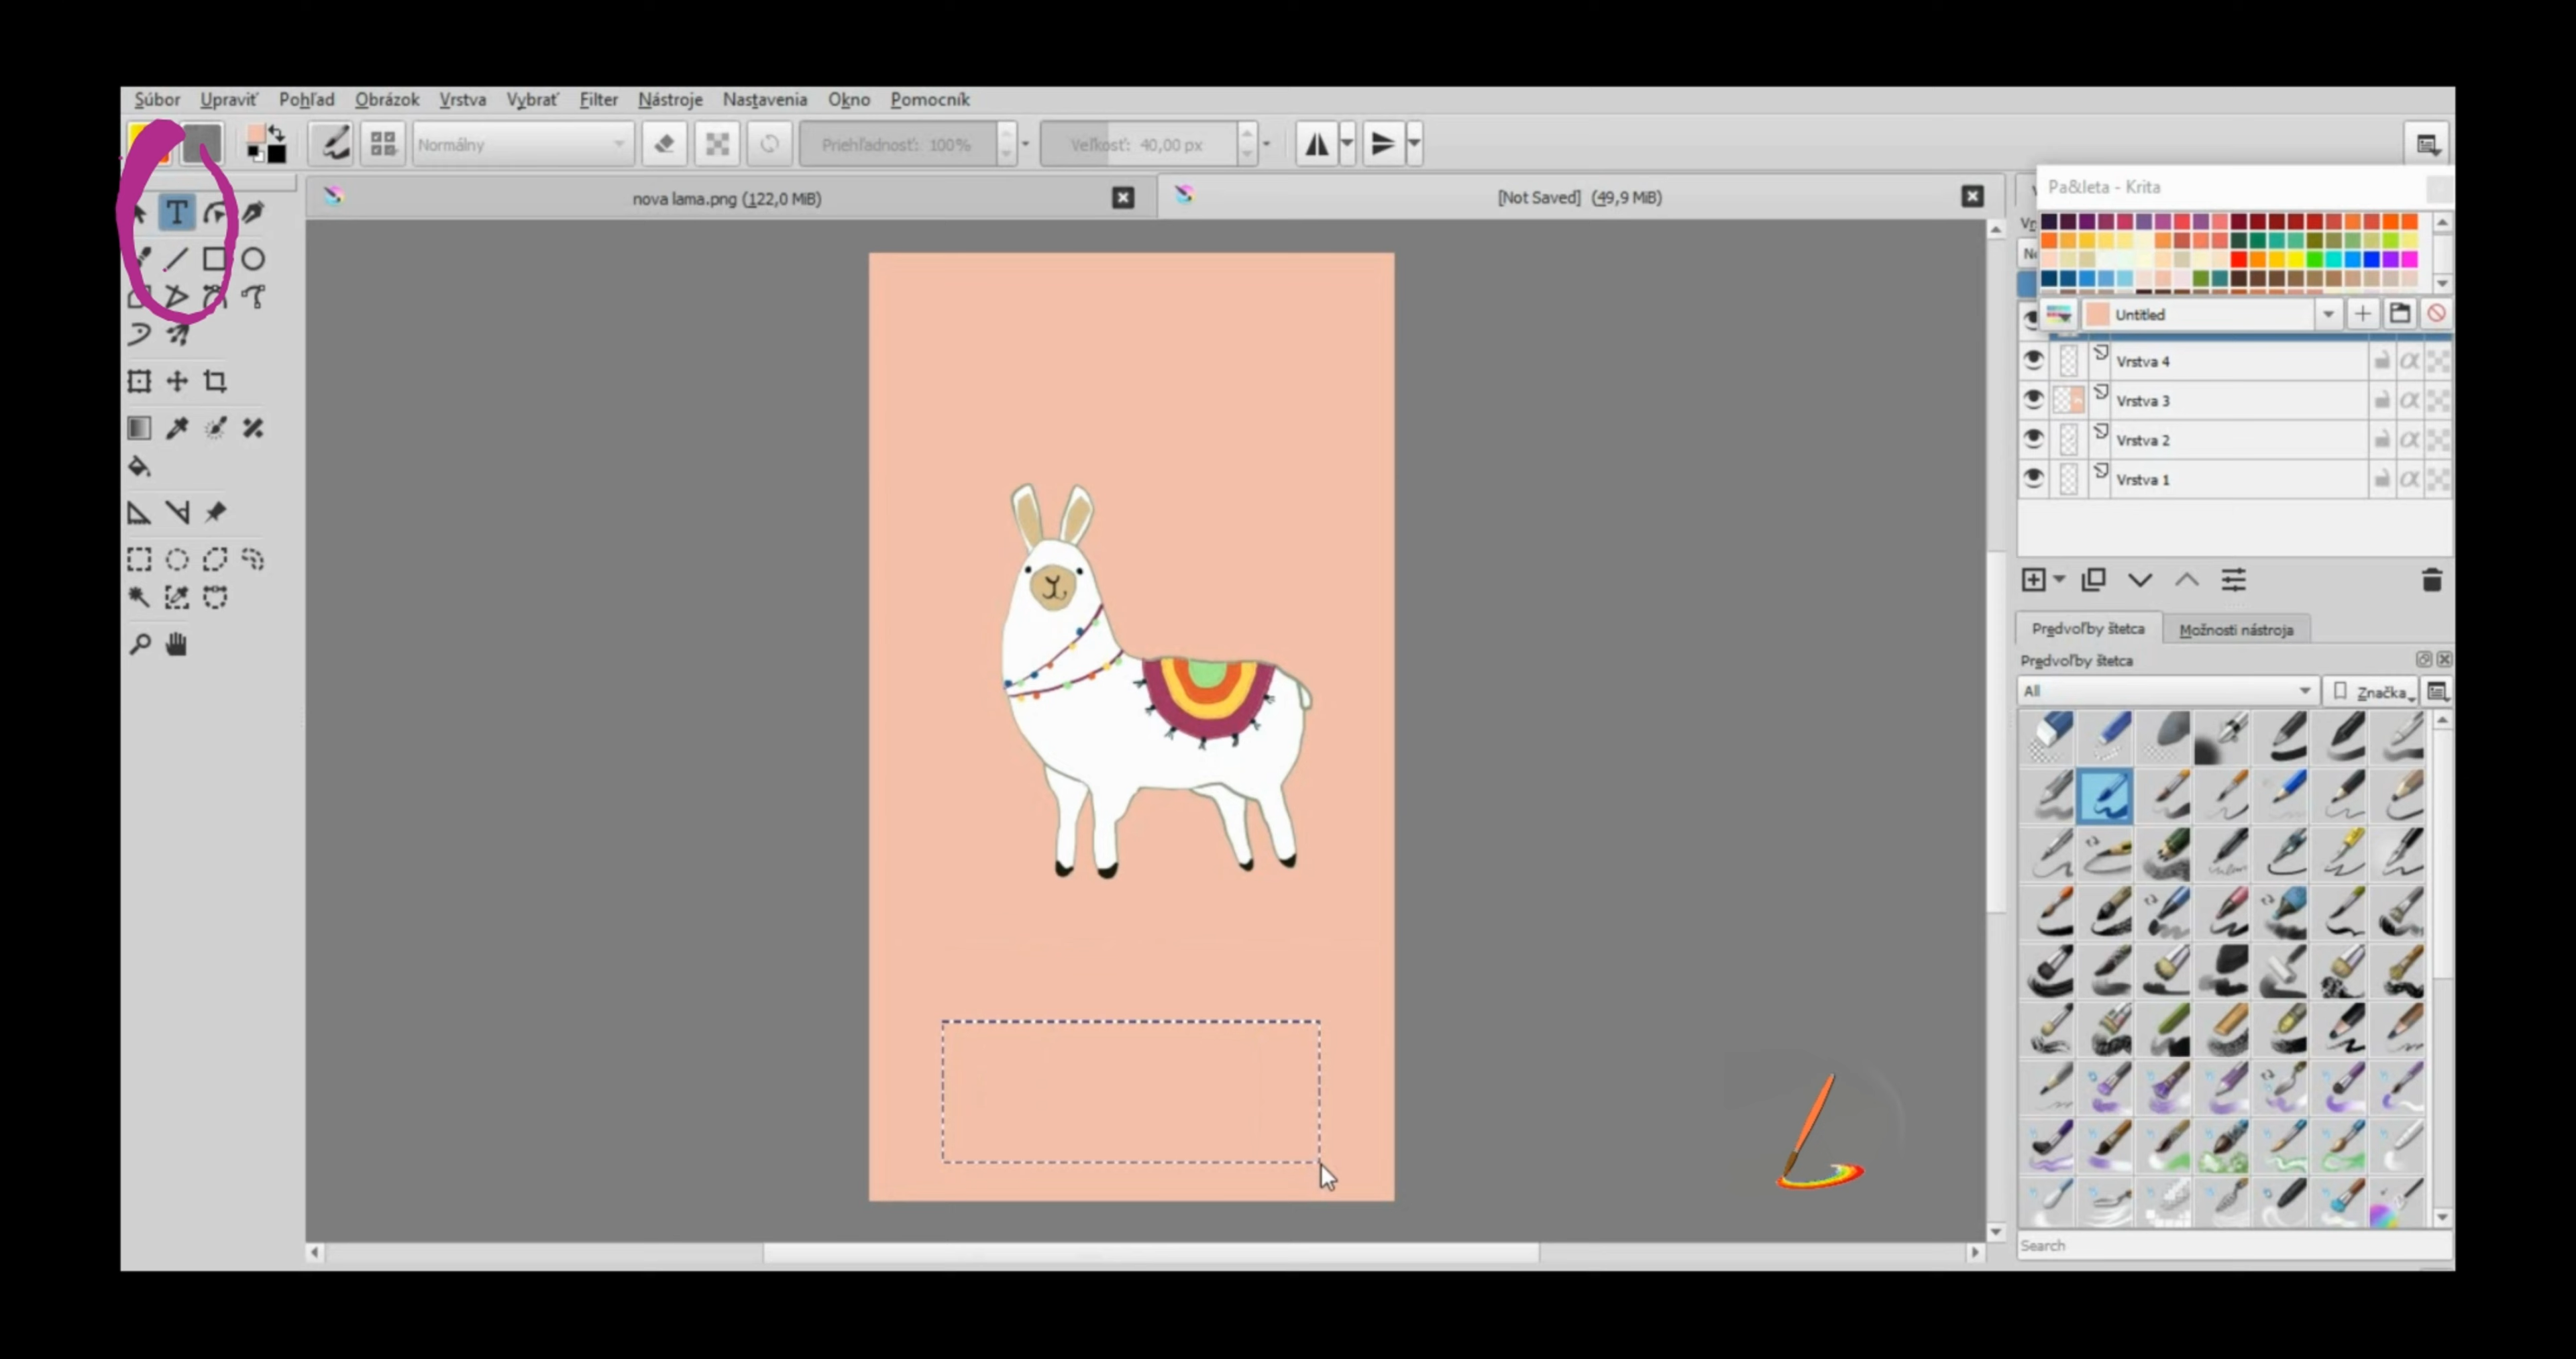 Súbor Upraviť Pohľad Obrázok Vrstva Vybrať Filter Nástroje Nastavenia Okno Pomocník
Normálny Priehľadnosť: 100% Veľkosť: 40,00 px
nova lama.png (122,0 MiB) [Not Saved] (49,9 MiB)
Pa&leta - Krita
Untitled
Vrstva 4
Vrstva 3
Vrstva 2
Vrstva 1
Predvoľby štetca Možnosti nástroja
Predvoľby štetca
All Značka
Search